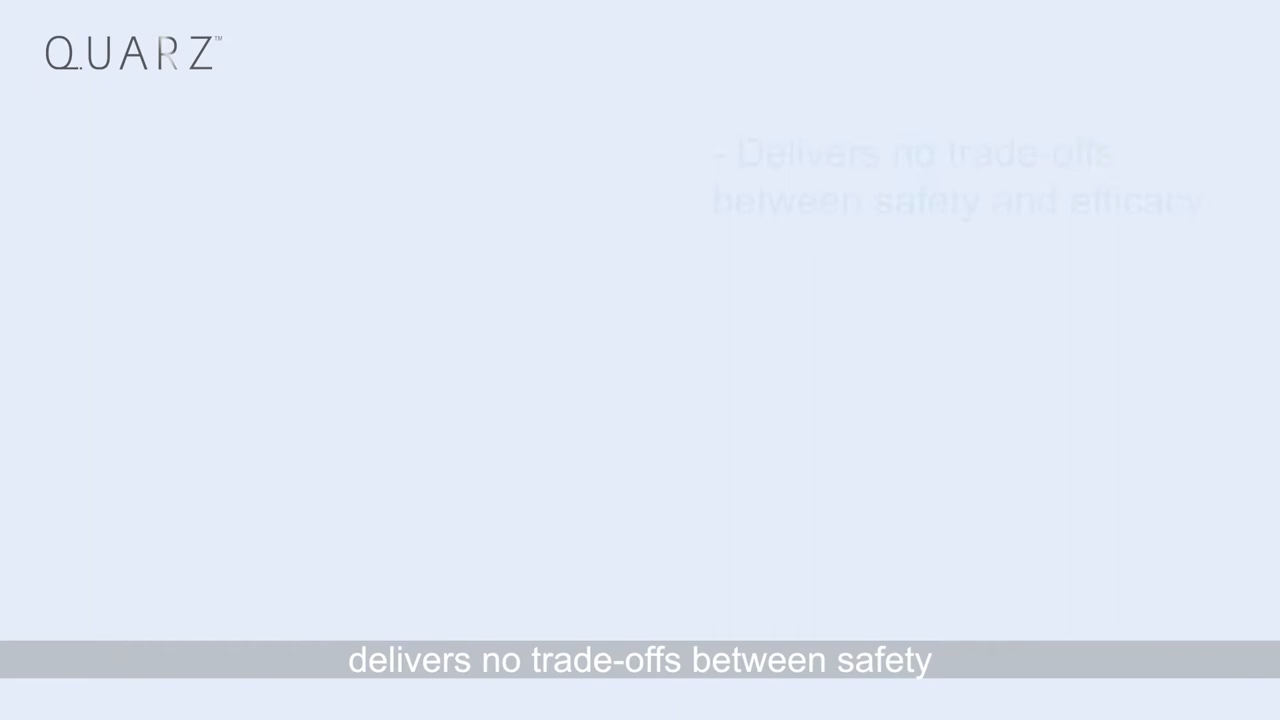 QUARZ™
- Delivers no trade-offs
between safety and efficacy
delivers no trade-offs between safety